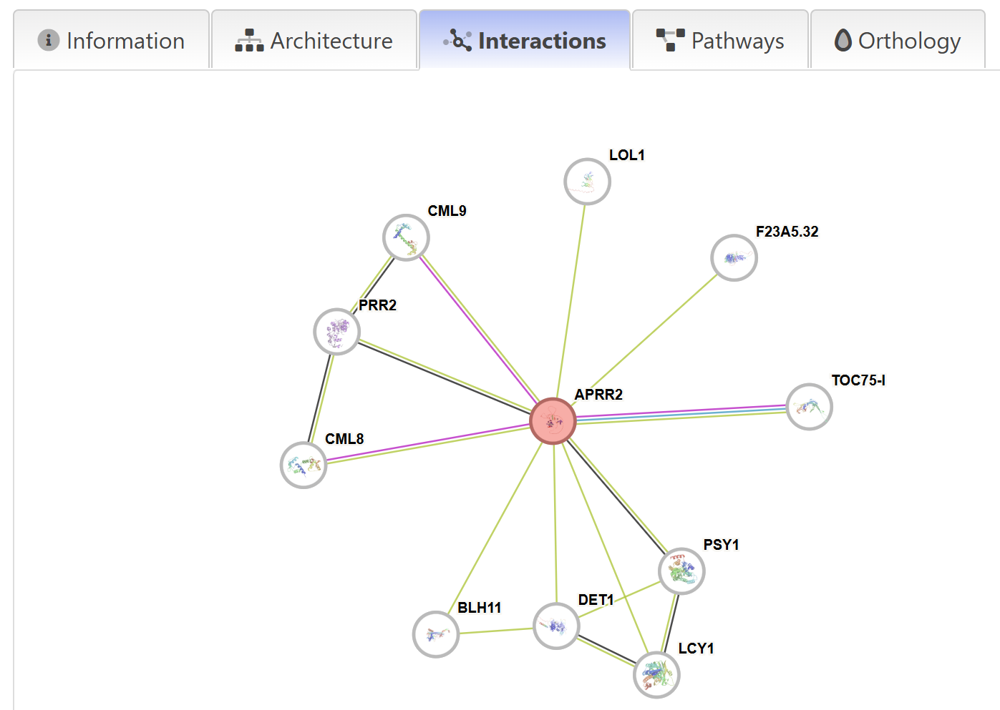 Information
Architecture
Interactions
Pathways
Orthology
LOL1
CML9
F23A5.32
PRR2
TOC75-I
APRR2
CML8
PSY1
DET1
BLH11
LCY1